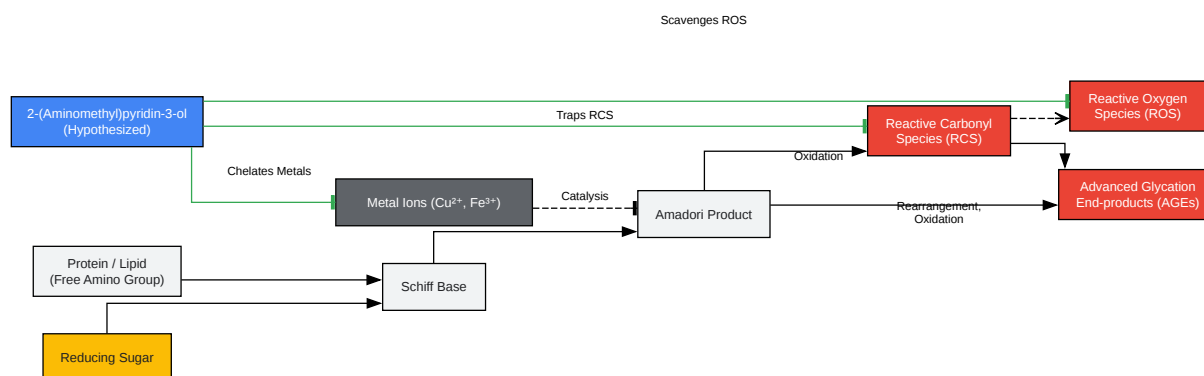 Scavenges ROS
2-(Aminomethyl)pyridin-3-ol
(Hypothesized)
Traps RCS
Reactive Oxygen
Species (ROS)
Reactive Carbonyl
Species (RCS)
Oxidation
Chelates Metals
Metal Ions (Cu²⁺, Fe³⁺)
Catalysis
Amadori Product
Rearrangement,
Oxidation
Advanced Glycation
End-products (AGEs)
Protein / Lipid
(Free Amino Group)
Schiff Base
Reducing Sugar